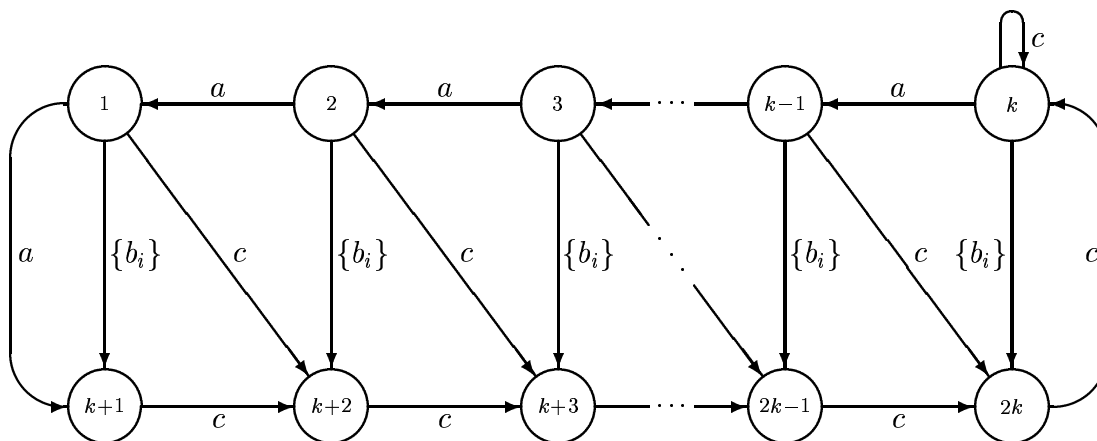 c
1 a 2 a 3 ··· k−1 a k
a {b_i} c {b_i} c {b_i} {b_i} c {b_i} c
k+1 c k+2 c k+3 ··· 2k−1 c 2k